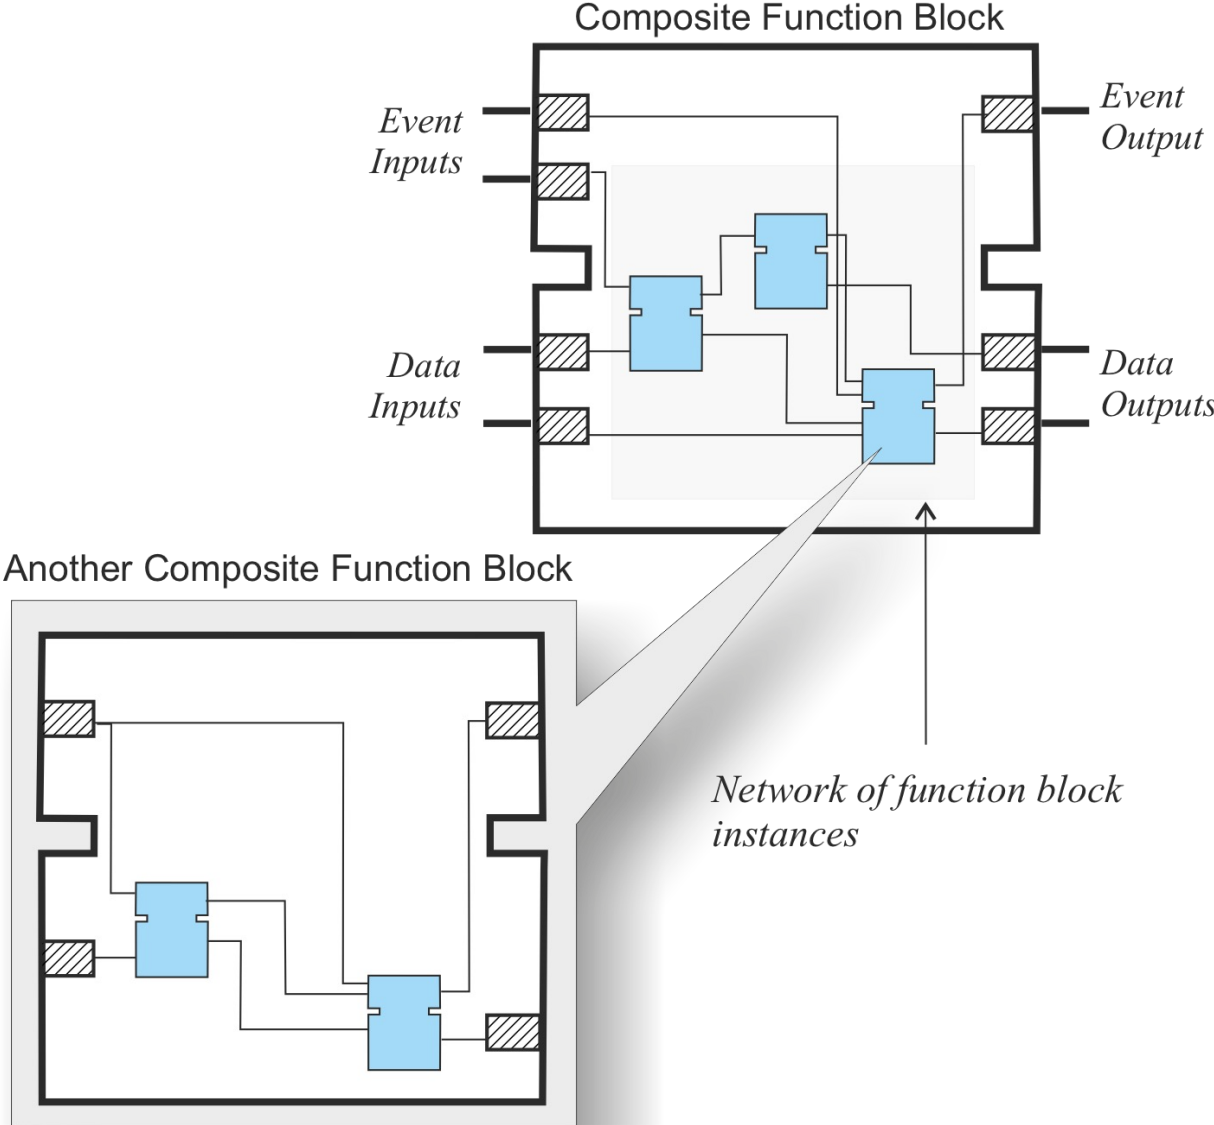 Composite Function Block
Event
Inputs
Event
Output
Data
Inputs
Data
Outputs
Another Composite Function Block
Network of function block
instances